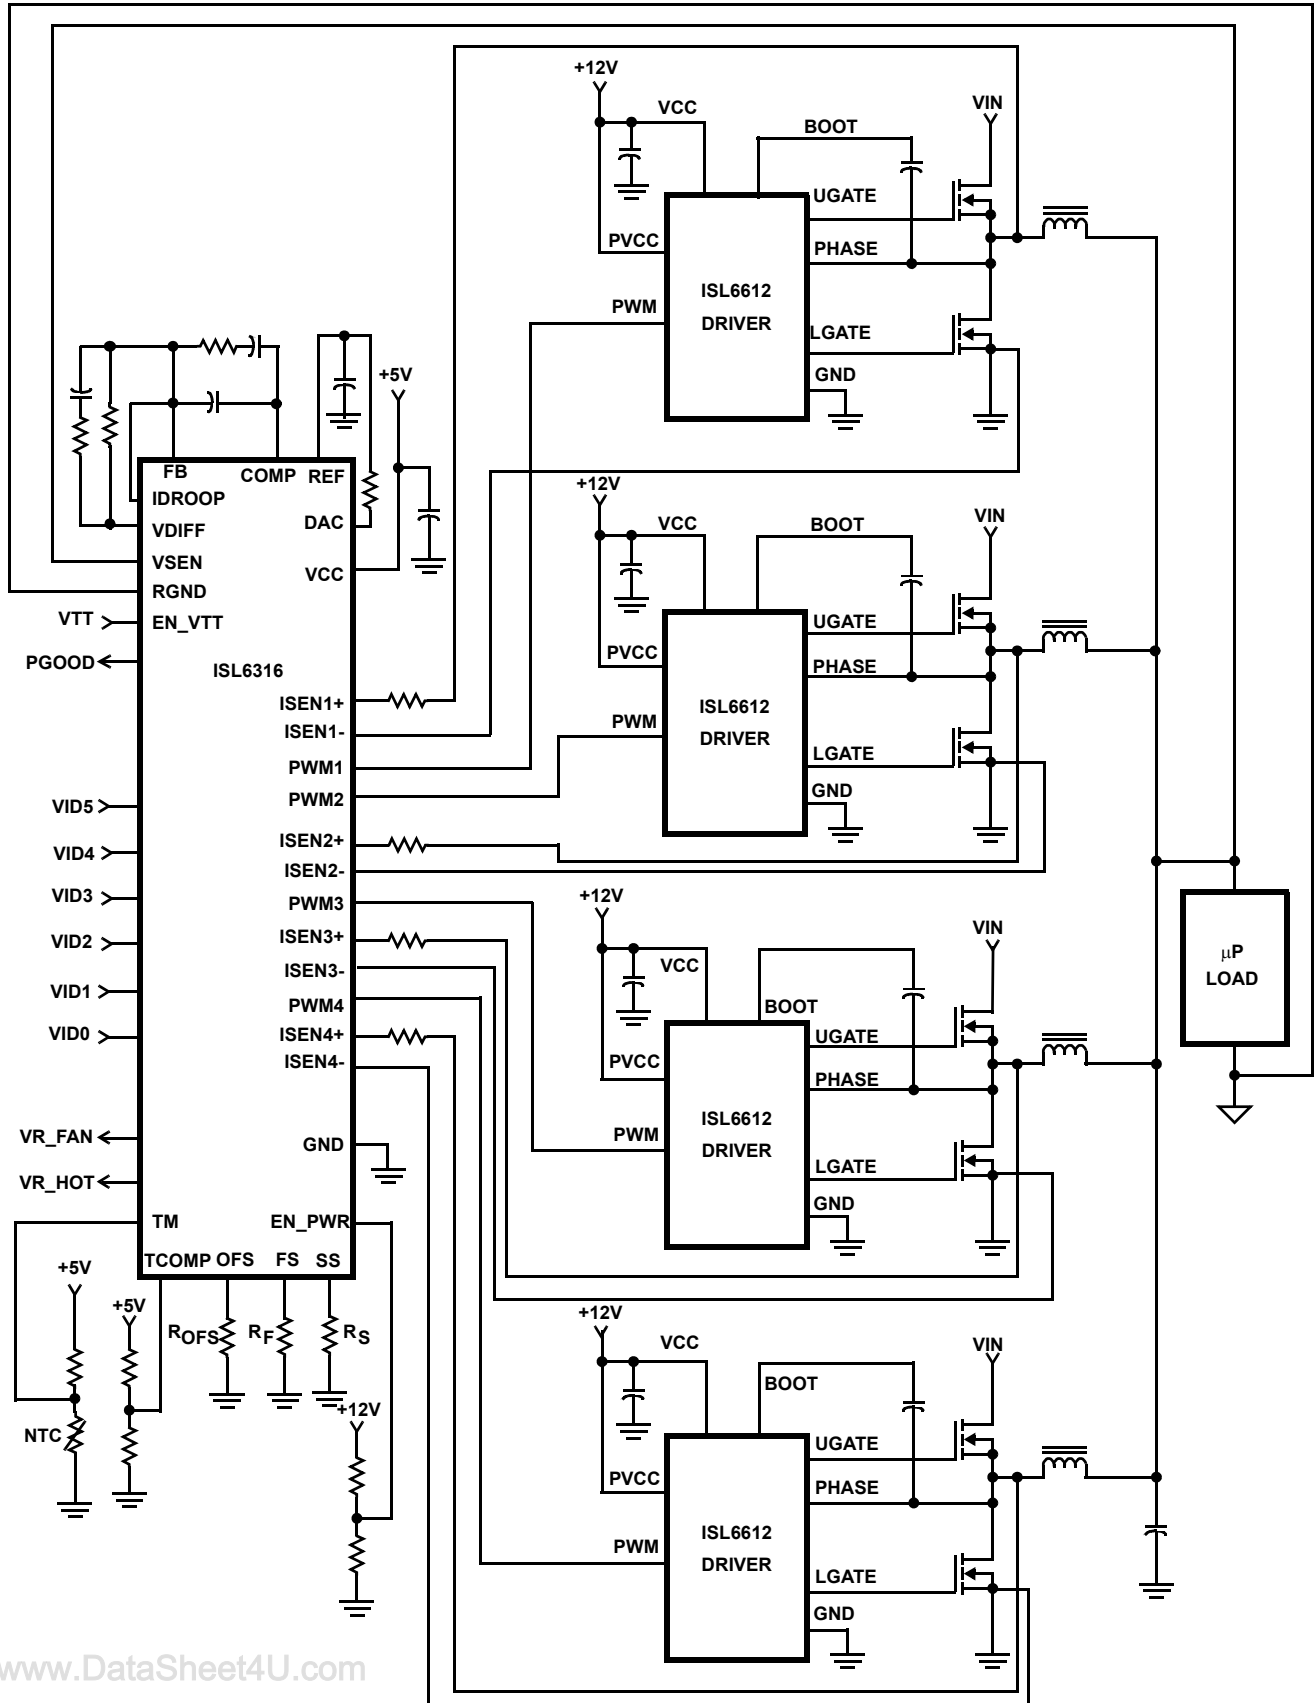 +12V
VCC
BOOT
VIN
UGATE
PVCC
PHASE
ISL6612
DRIVER
PWM
LGATE
GND
+5V
FB
COMP
REF
IDROOP
DAC
VDIFF
VSEN
VCC
RGND
VTT
EN_VTT
PGOOD
ISL6316
ISEN1+
ISEN1-
PWM1
PWM2
VID5
ISEN2+
VID4
ISEN2-
VID3
PWM3
ISEN3+
VID2
ISEN3-
VID1
PWM4
VID0
ISEN4+
ISEN4-
VR_FAN
GND
VR_HOT
TM
EN_PWR
TCOMP
OFS
FS
SS
+5V
+5V
ROFS
RF
RS
+12V
NTC
+12V
VCC
BOOT
VIN
UGATE
PVCC
PHASE
ISL6612
DRIVER
PWM
LGATE
GND
+12V
VCC
BOOT
VIN
UGATE
PVCC
PHASE
ISL6612
DRIVER
PWM
LGATE
GND
µP
LOAD
+12V
VCC
BOOT
VIN
UGATE
PVCC
PHASE
ISL6612
DRIVER
PWM
LGATE
GND
www.DataSheet4U.com